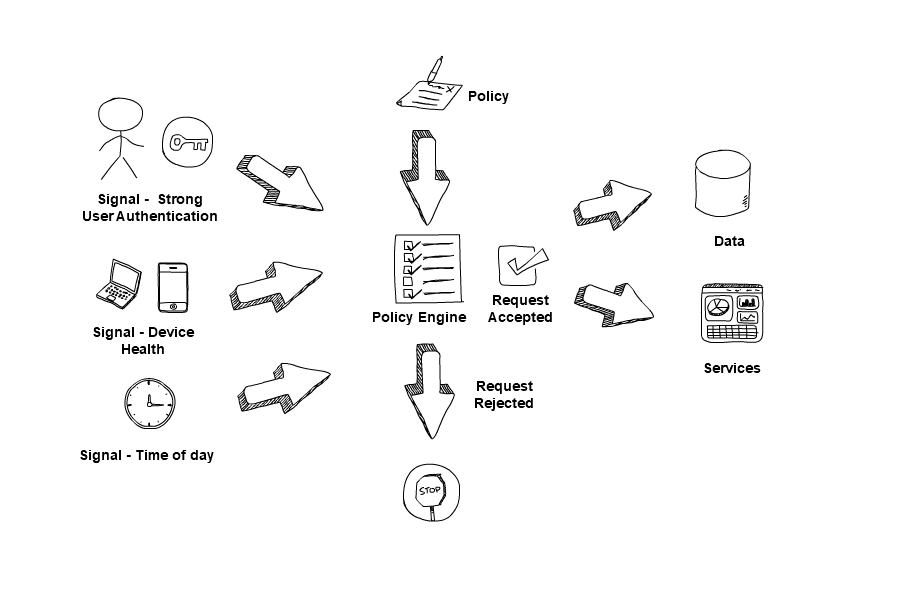 Policy
Signal - Strong
User Authentication
Data
Policy Engine
Request
Accepted
Signal - Device
Health
Services
Request
Rejected
Signal - Time of day
STOP